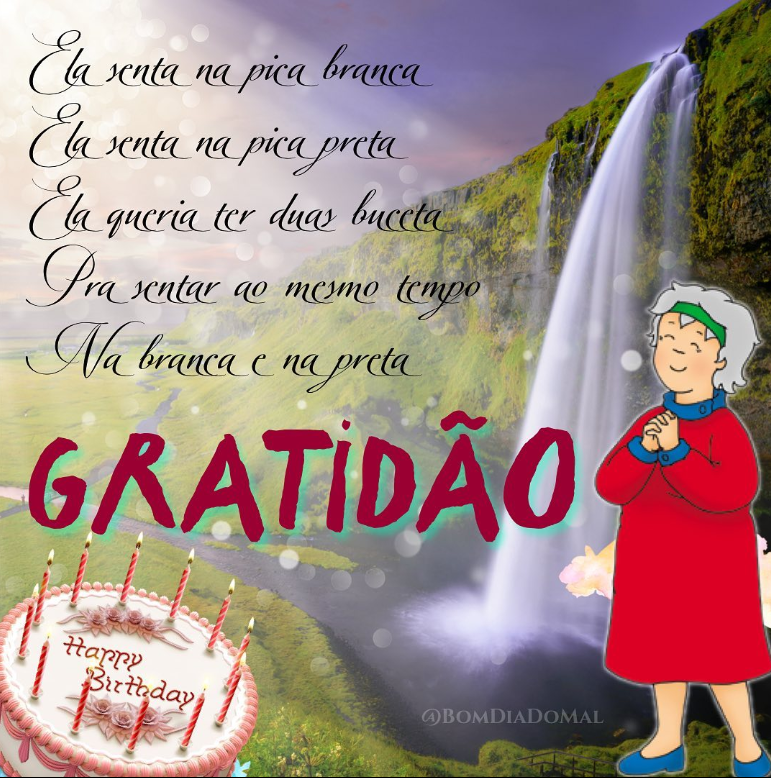 Ela senta na pica branca
Ela senta na pica preta
Ela queria ter duas buceta
Pra sentar ao mesmo tempo
Na branca e na preta
GRATIDÃO
Happy
Birthday
@BomDiaDoMal